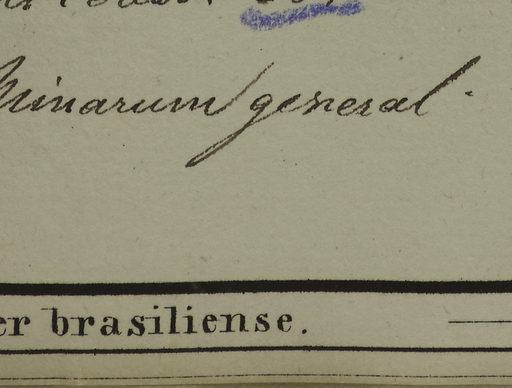 Minarum general.
er brasiliense.